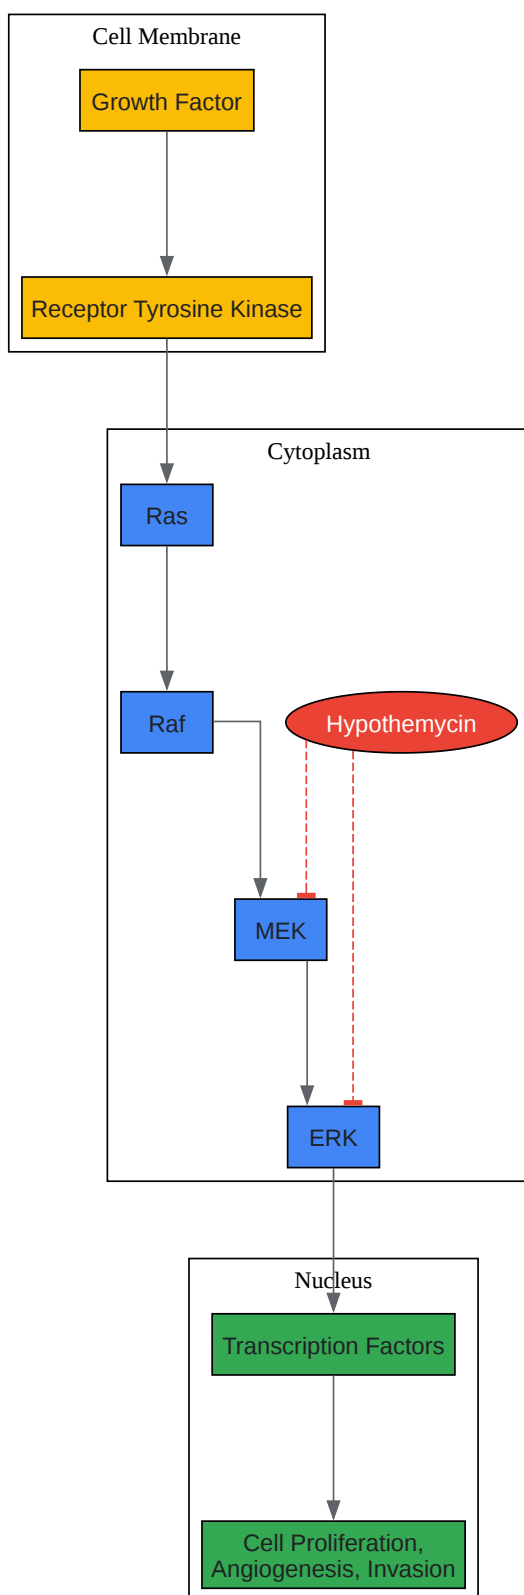 Cell Membrane
Growth Factor
Receptor Tyrosine Kinase
Cytoplasm
Ras
Raf
Hypothemycin
MEK
ERK
Nucleus
Transcription Factors
Cell Proliferation,
Angiogenesis, Invasion